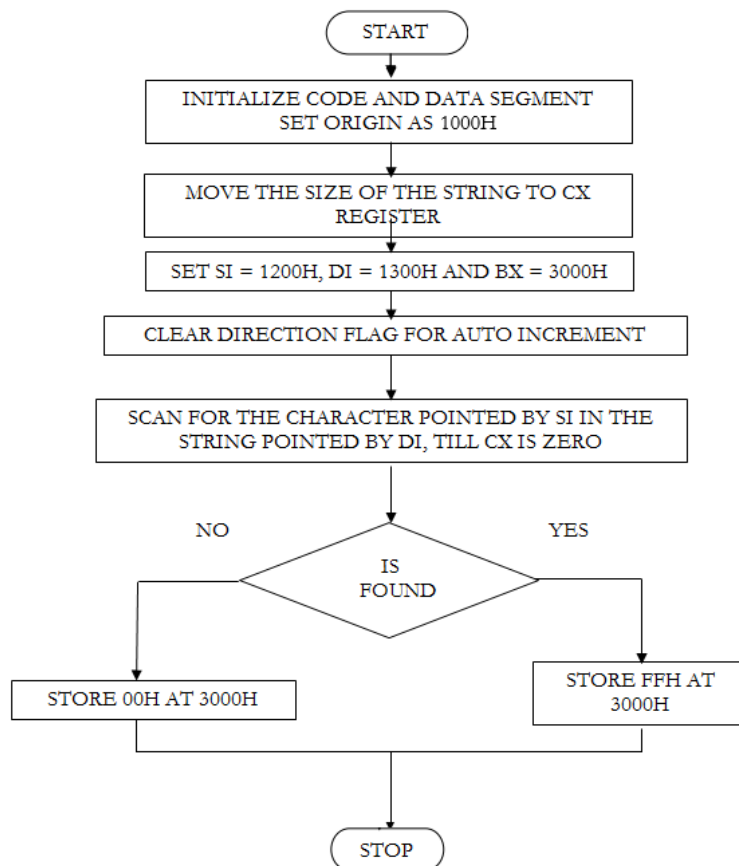 START
INITIALIZE CODE AND DATA SEGMENT
SET ORIGIN AS 1000H
MOVE THE SIZE OF THE STRING TO CX
REGISTER
SET SI = 1200H, DI = 1300H AND BX = 3000H
CLEAR DIRECTION FLAG FOR AUTO INCREMENT
SCAN FOR THE CHARACTER POINTED BY SI IN THE
STRING POINTED BY DI, TILL CX IS ZERO
NO
YES
IS
FOUND
STORE 00H AT 3000H
STORE FFH AT
3000H
STOP